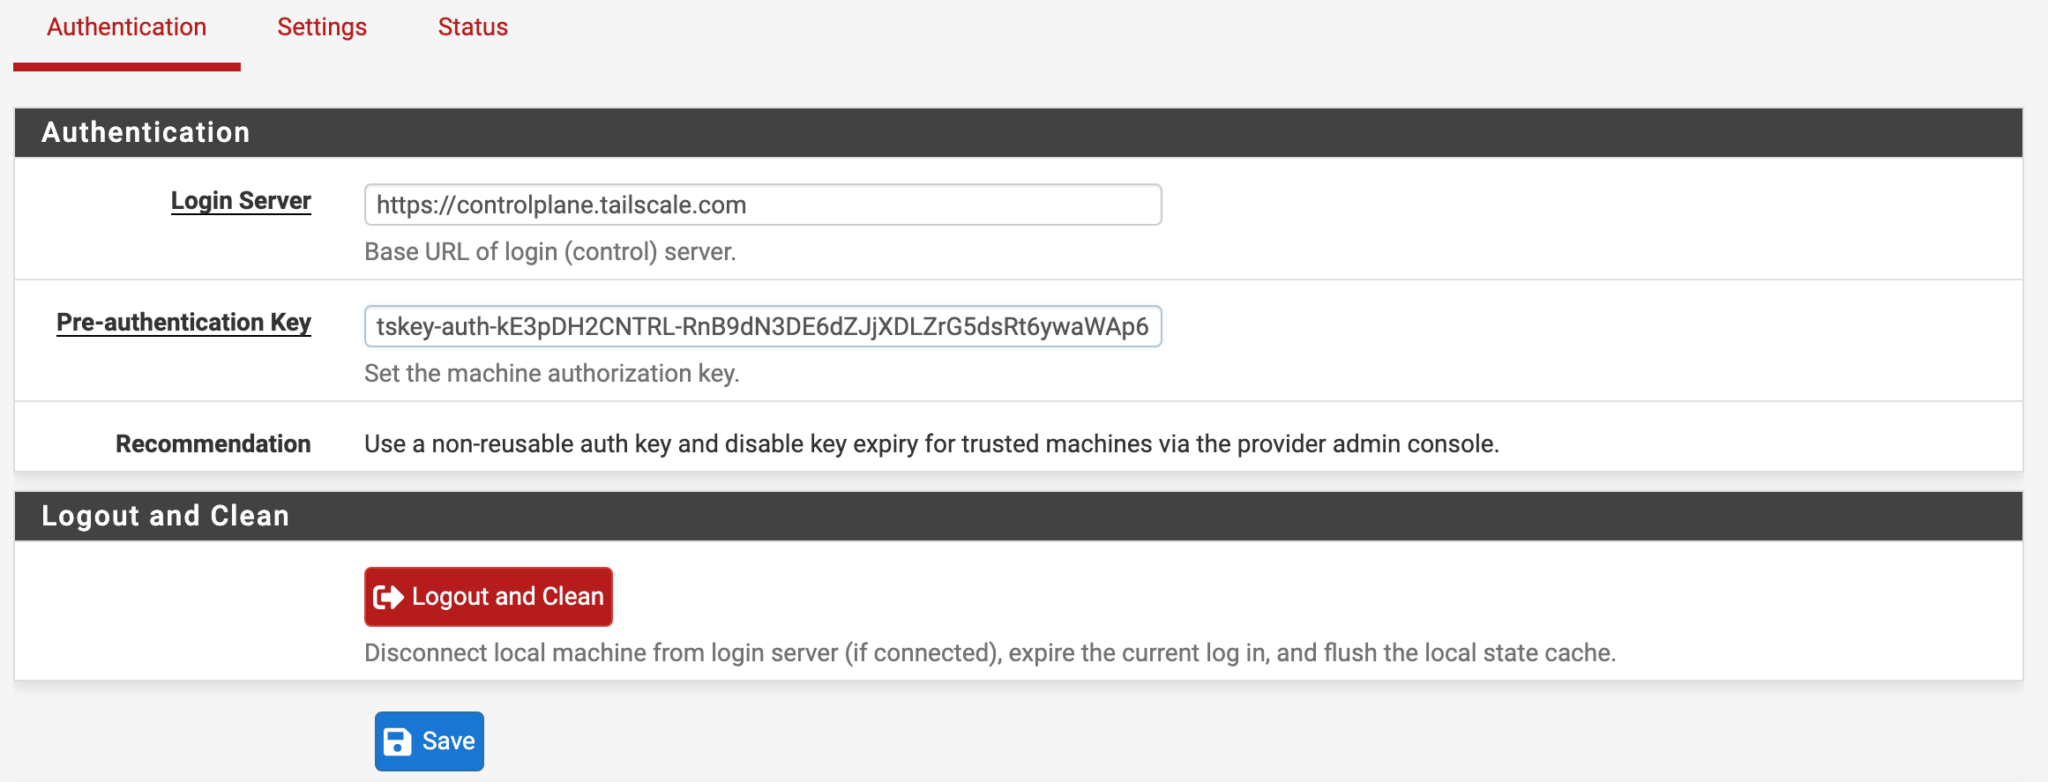 Authentication Settings Status
Authentication
Login Server https://controlplane.tailscale.com
Base URL of login (control) server.
Pre-authentication Key tskey-auth-kE3pDH2CNTRL-RnB9dN3DE6dZJjXDLZrG5dsRt6ywaWAp6
Set the machine authorization key.
Recommendation Use a non-reusable auth key and disable key expiry for trusted machines via the provider admin console.
Logout and Clean
Logout and Clean
Disconnect local machine from login server (if connected), expire the current log in, and flush the local state cache.
Save